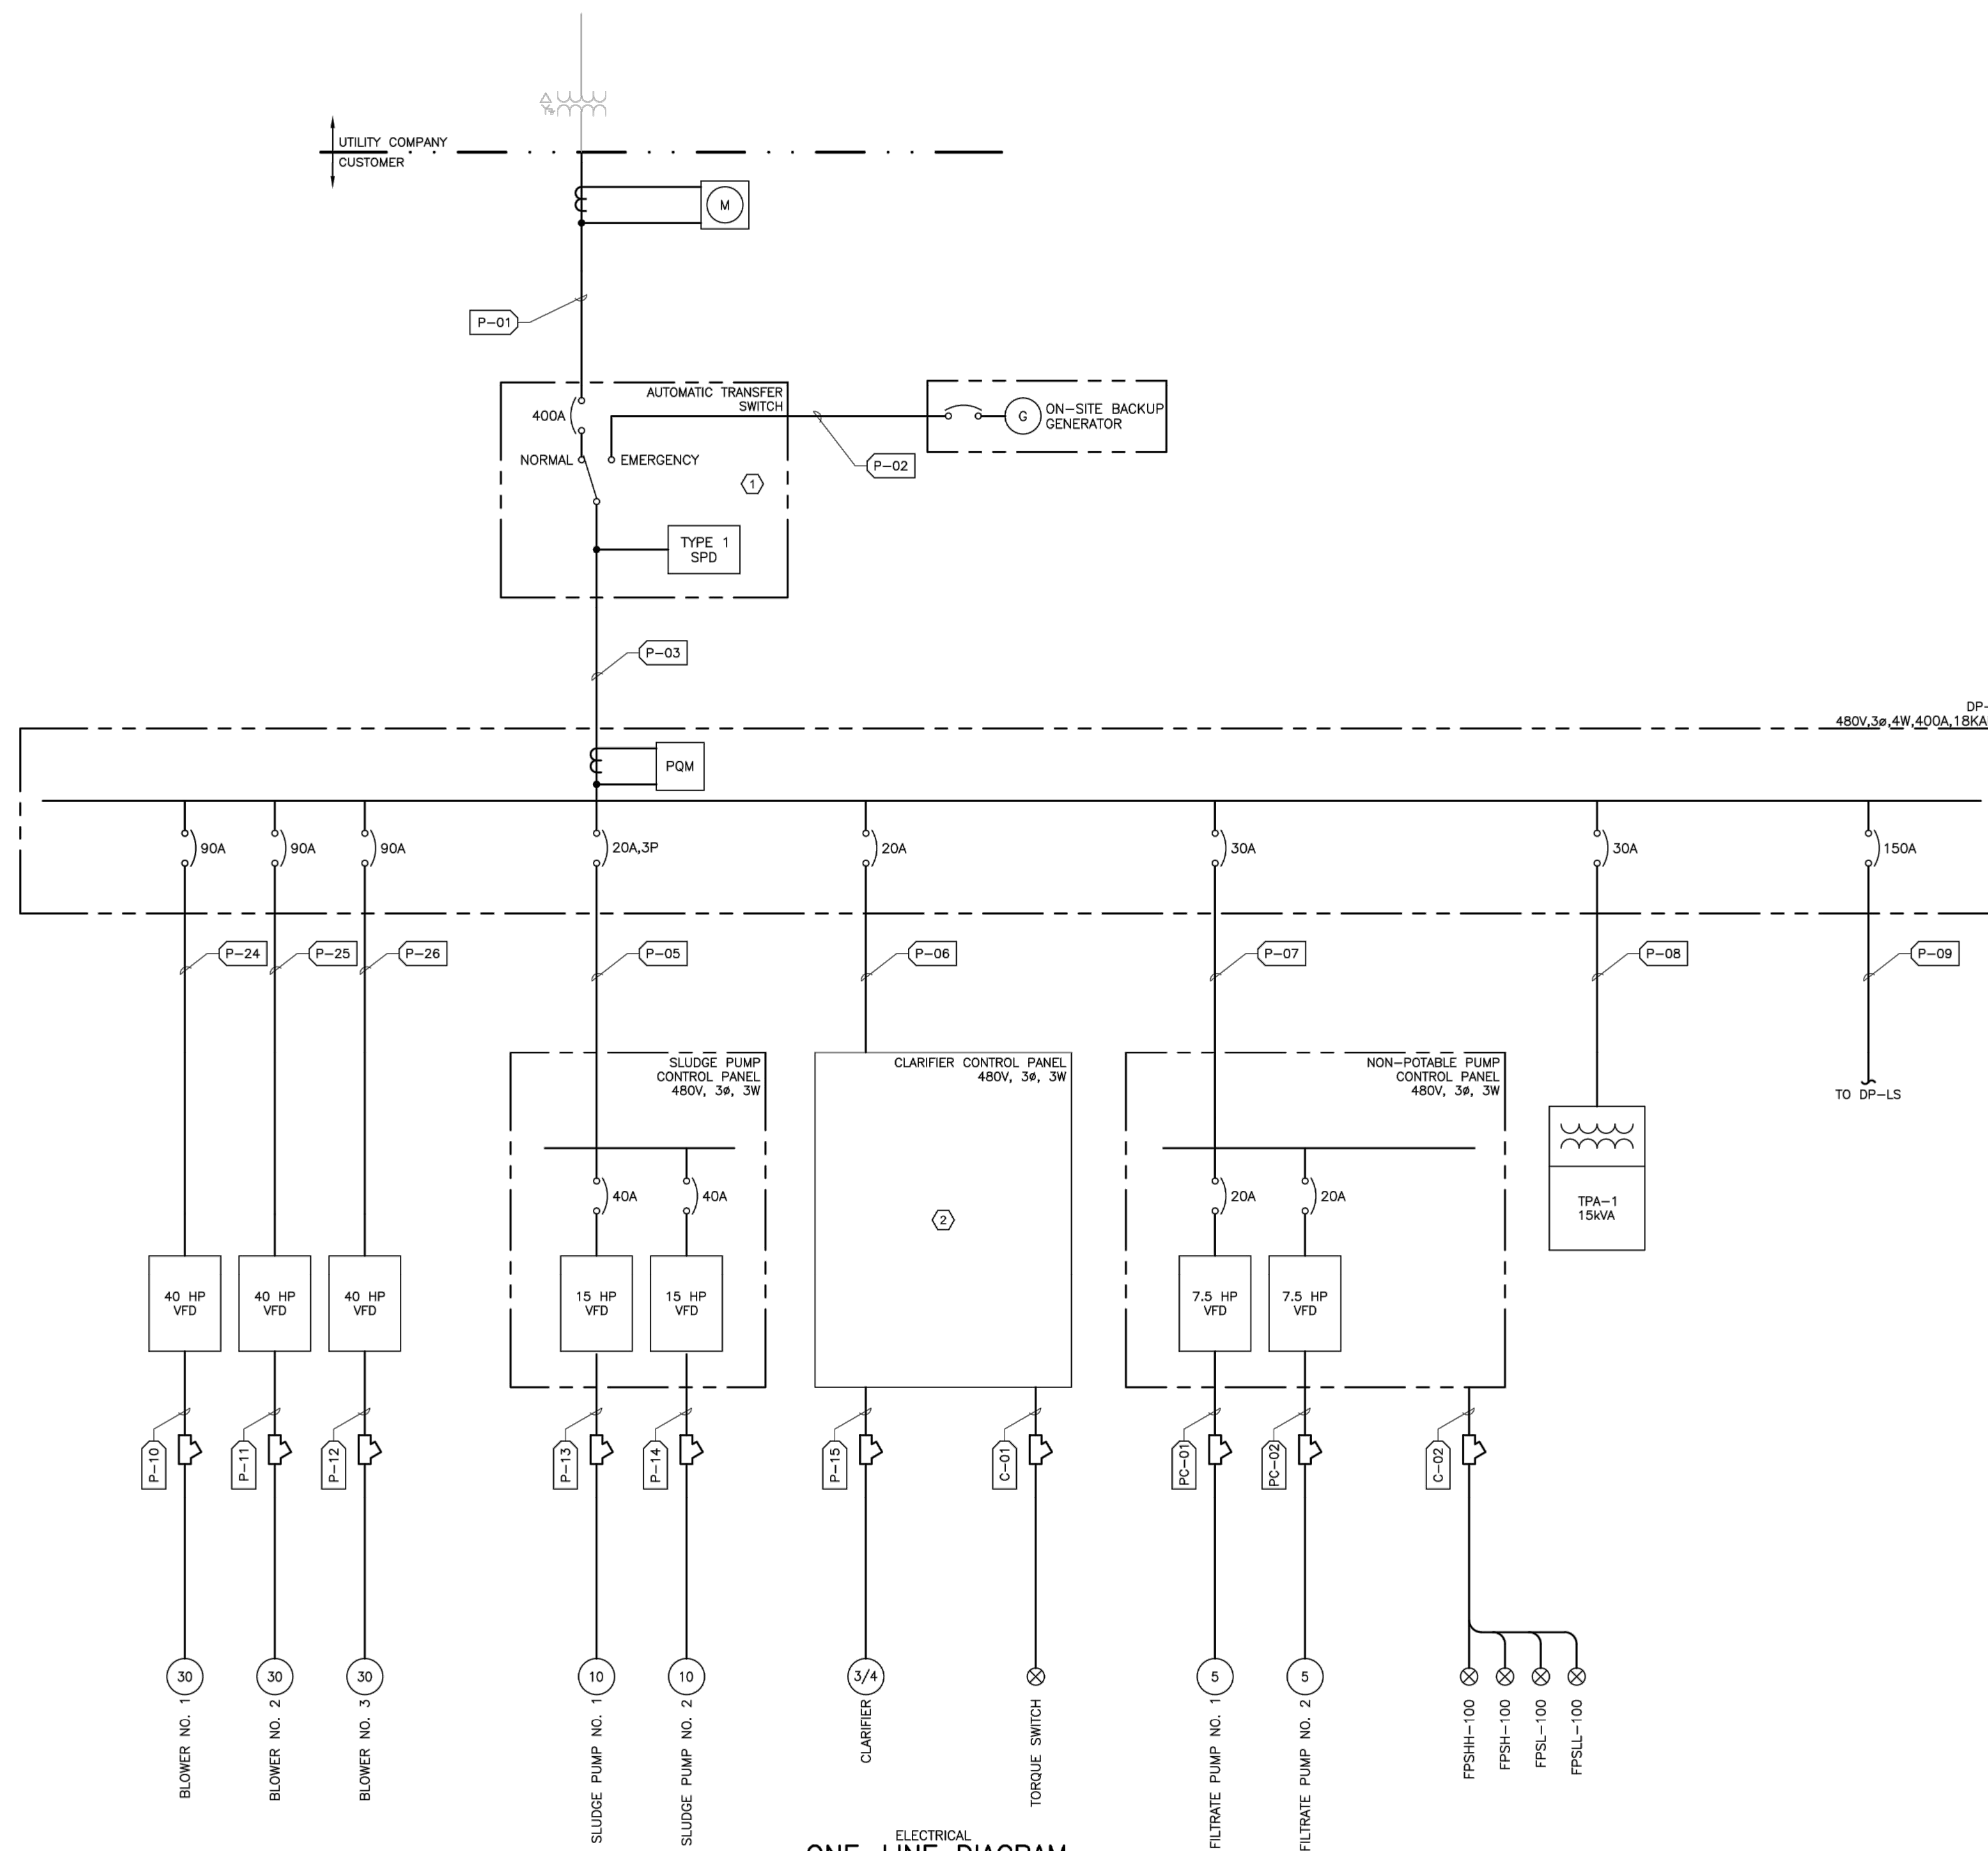 UTILITY COMPANY
CUSTOMER
M
P-01
AUTOMATIC TRANSFER
SWITCH
400A
NORMAL
EMERGENCY
1
TYPE 1
SPD
G
ON-SITE BACKUP
GENERATOR
P-02
P-03
DP-
480V,3ø,4W,400A,18KA
PQM
90A
90A
90A
20A,3P
20A
30A
30A
150A
P-24
P-25
P-26
P-05
P-06
P-07
P-08
P-09
SLUDGE PUMP
CONTROL PANEL
480V, 3ø, 3W
CLARIFIER CONTROL PANEL
480V, 3ø, 3W
NON-POTABLE PUMP
CONTROL PANEL
480V, 3ø, 3W
TO DP-LS
40A
40A
2
20A
20A
TPA-1
15kVA
40 HP
VFD
40 HP
VFD
40 HP
VFD
15 HP
VFD
15 HP
VFD
7.5 HP
VFD
7.5 HP
VFD
P-10
P-11
P-12
P-13
P-14
P-15
C-01
PC-01
PC-02
C-02
30
30
30
10
10
3/4
5
5
BLOWER NO. 1
BLOWER NO. 2
BLOWER NO. 3
SLUDGE PUMP NO. 1
SLUDGE PUMP NO. 2
CLARIFIER
TORQUE SWITCH
FILTRATE PUMP NO. 1
FILTRATE PUMP NO. 2
FPSHH-100
FPSH-100
FPSL-100
FPSLL-100
ELECTRICAL
ONE-LINE DIAGRAM